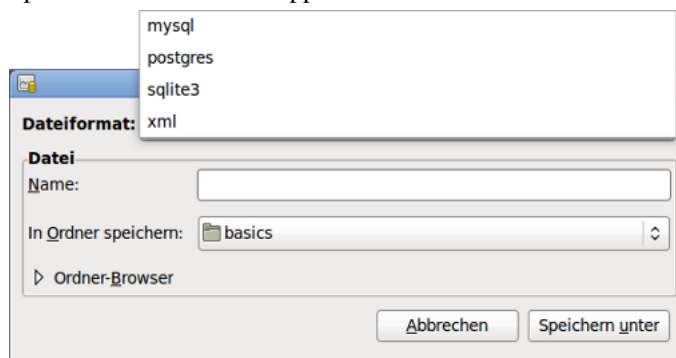 mysql
postgres
sqlite3
Dateiformat: xml
Datei
Name:
In Ordner speichern: basics
Ordner-Browser
Abbrechen Speichern unter